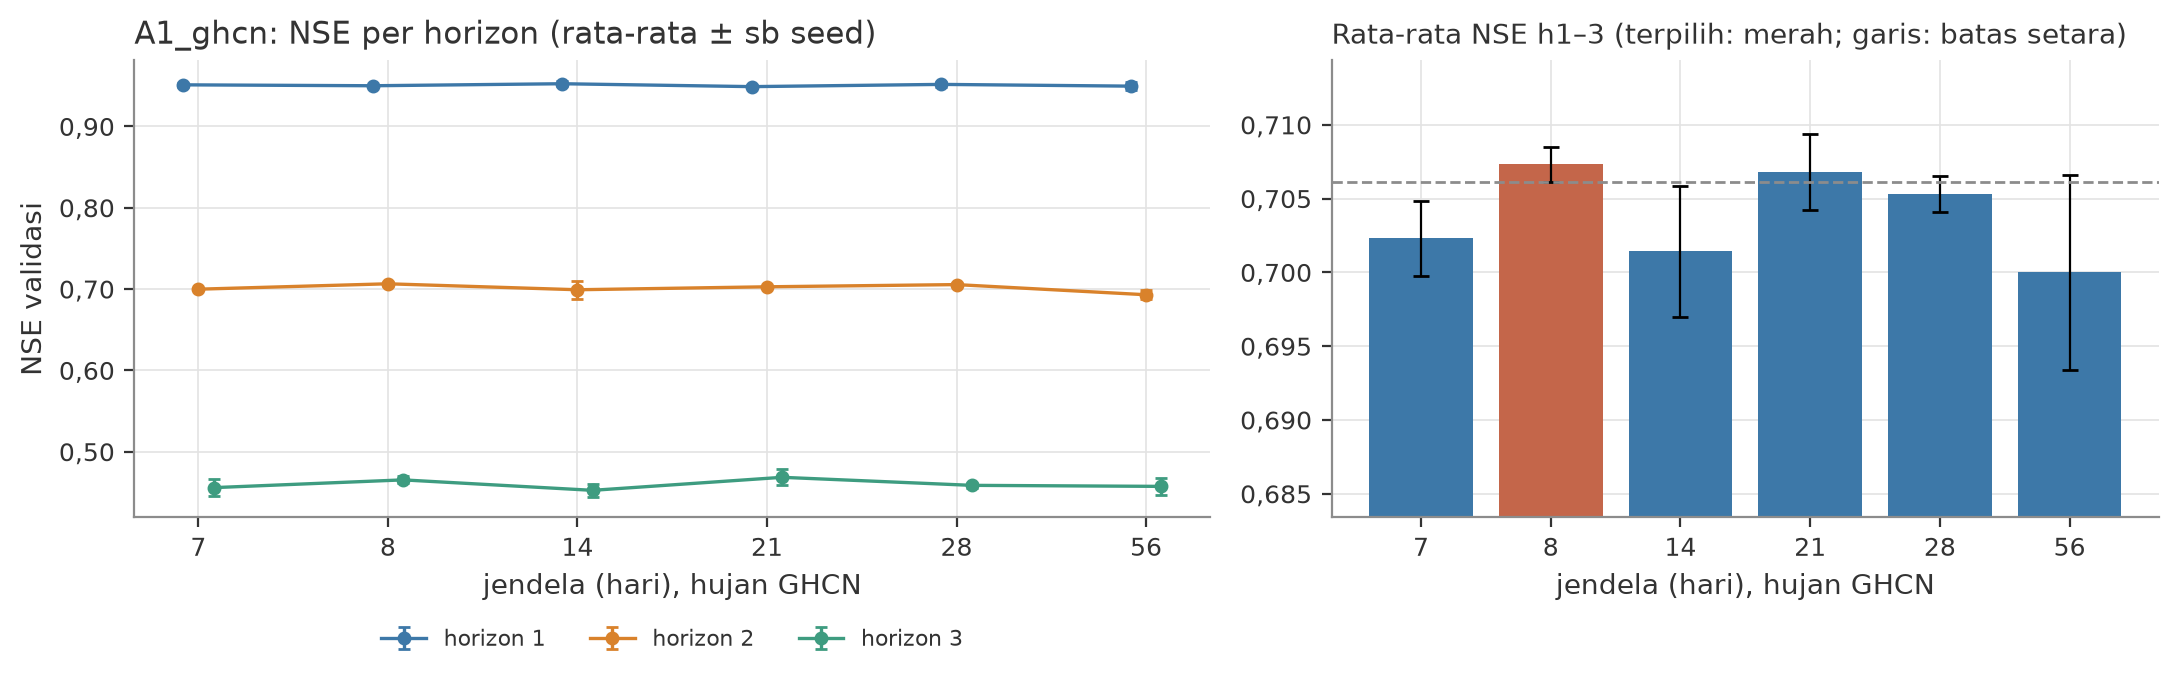 A1_ghcn: NSE per horizon (rata-rata ± sb seed)
NSE validasi
0,90
0,80
0,70
0,60
0,50
7 8 14 21 28 56
jendela (hari), hujan GHCN
horizon 1 horizon 2 horizon 3
Rata-rata NSE h1–3 (terpilih: merah; garis: batas setara)
0,710
0,705
0,700
0,695
0,690
0,685
7 8 14 21 28 56
jendela (hari), hujan GHCN